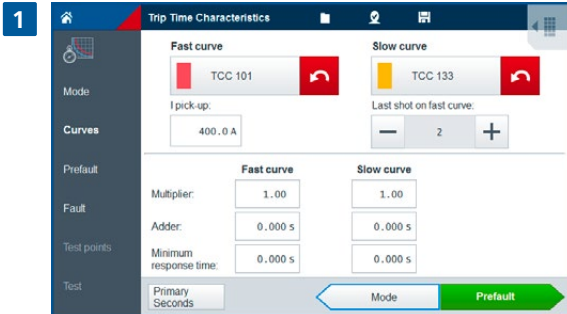 1
Trip Time Characteristics
Mode
Curves
Prefault
Fault
Test points
Test
Fast curve
Slow curve
TCC 101
TCC 133
I pick-up:
Last shot on fast curve:
400.0 A
2
Fast curve
Slow curve
Multiplier:
1.00
1.00
Adder:
0.000 s
0.000 s
Minimum
response time:
0.000 s
0.000 s
Primary
Seconds
Mode
Prefault